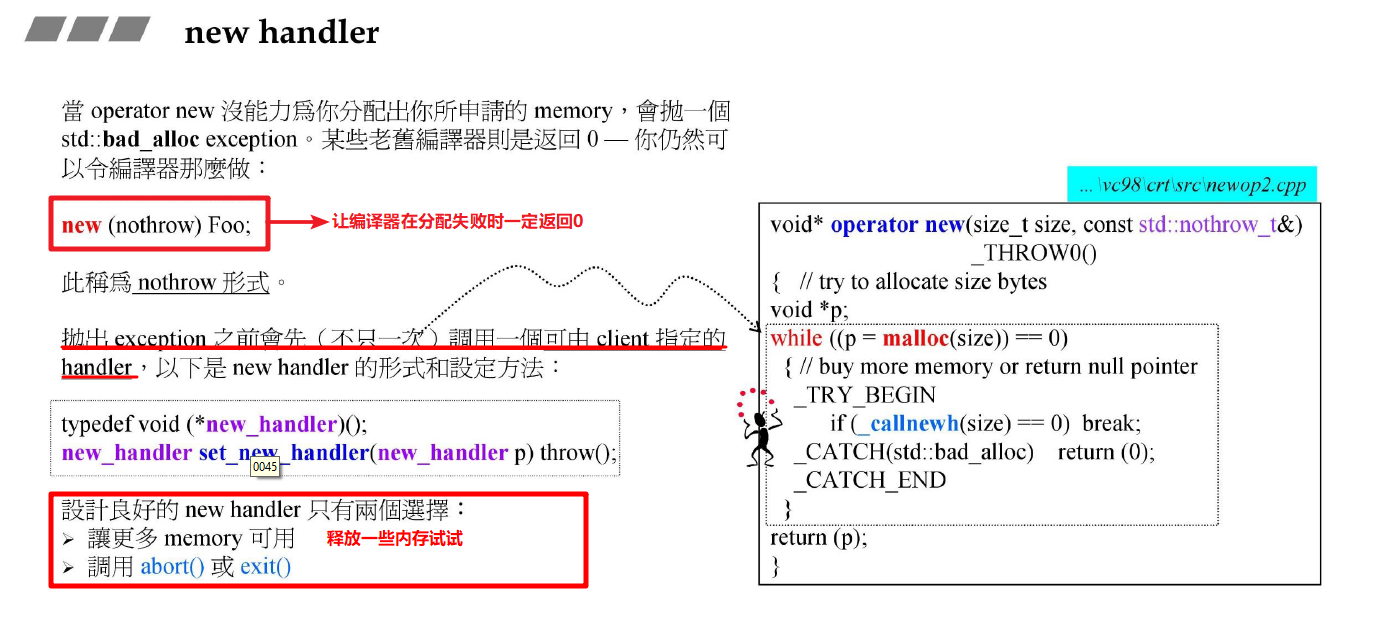 new handler
當 operator new 沒能力爲你分配出你所申請的 memory，會拋一個
std::bad_alloc exception。某些老舊編譯器則是返回 0 — 你仍然可
以令編譯器那麼做：
new (nothrow) Foo;
让编译器在分配失败时一定返回0
此稱爲 nothrow 形式。
拋出 exception 之前會先（不只一次）調用一個可由 client 指定的
handler，以下是 new handler 的形式和設定方法：
typedef void (*new_handler)();
new_handler set_new_handler(new_handler p) throw();
0045
設計良好的 new handler 只有兩個選擇：
➢ 讓更多 memory 可用
释放一些内存试试
➢ 調用 abort() 或 exit()
...\vc98\crt\src\newop2.cpp
void* operator new(size_t size, const std::nothrow_t&)
_THROW0()
{ // try to allocate size bytes
void *p;
while ((p = malloc(size)) == 0)
{ // buy more memory or return null pointer
_TRY_BEGIN
if (_callnewh(size) == 0) break;
_CATCH(std::bad_alloc) return (0);
_CATCH_END
}
return (p);
}